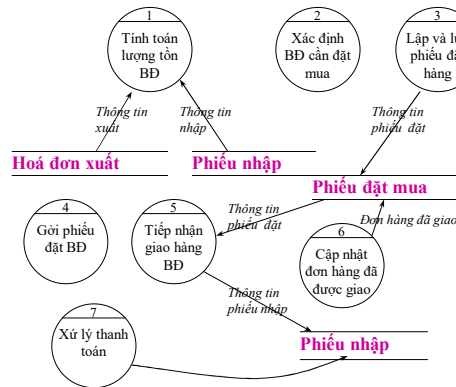 1
Tính toán
lượng tồn
BĐ
2
Xác định
BĐ cần đặt
mua
3
Lập và
phiếu
hàng
Thông tin
xuất
Thông tin
nhập
Thông tin
phiếu đặt
Hoá đơn xuất
Phiếu nhập
Phiếu đặt mua
4
Gởi phiếu
đặt BĐ
5
Tiếp nhận
giao hàng
BĐ
Thông tin
phiếu đặt
Đơn hàng đã giao
6
Cập nhật
đơn hàng đã
được giao
Thông tin
phiếu nhập
7
Xử lý thanh
toán
Phiếu nhập